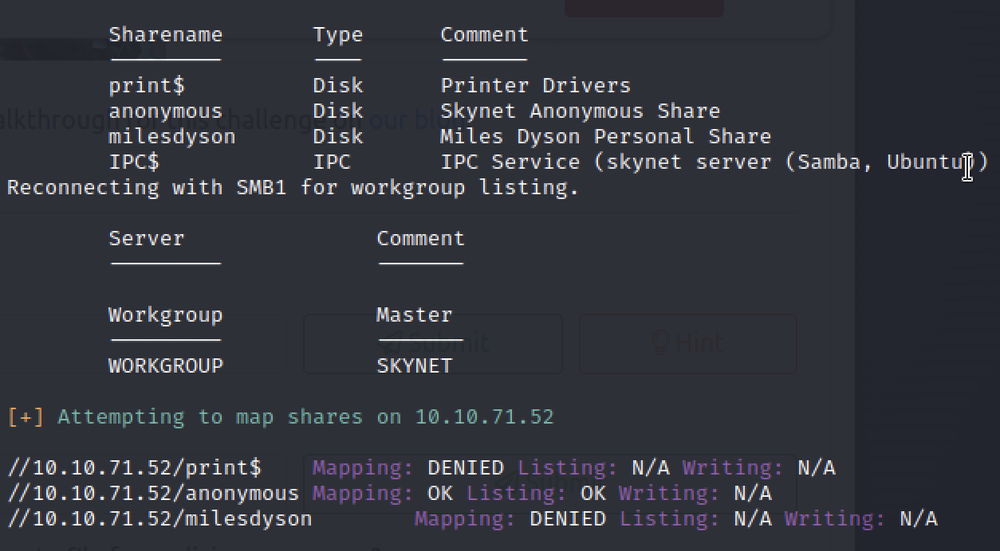 Sharename Type Comment
print$ Disk Printer Drivers
anonymous Disk Skynet Anonymous Share
milesdyson Disk Miles Dyson Personal Share
IPC$ IPC IPC Service (skynet server (Samba, Ubuntu))
Reconnecting with SMB1 for workgroup listing.
Server Comment
Workgroup Master
Submit Hint
WORKGROUP SKYNET
[+] Attempting to map shares on 10.10.71.52
//10.10.71.52/print$ Mapping: DENIED Listing: N/A Writing: N/A
//10.10.71.52/anonymous Mapping: OK Listing: OK Writing: N/A
//10.10.71.52/milesdyson Mapping: DENIED Listing: N/A Writing: N/A